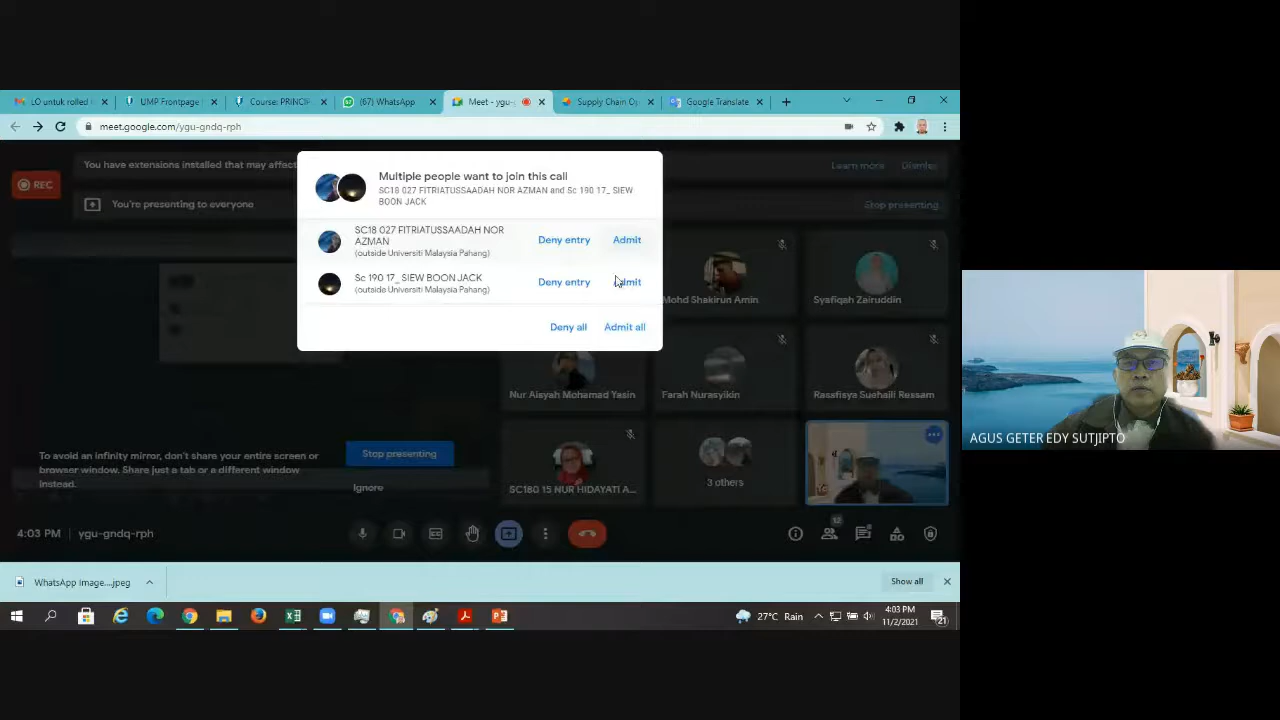 LO untuk rolled
UMP Frontpage
Course: PRINCIP
(67) WhatsApp
Meet - ygu-
Supply Chain Op
Google Translate
meet.google.com/ygu-gndq-rph
You have extensions installed that may affect
Learn more
Dismiss
REC
You're presenting to everyone
Stop presenting
Multiple people want to join this call
SC18 027 FITRIATUSSAADAH NOR AZMAN and Sc 190 17_ SIEW
BOON JACK
SC18 027 FITRIATUSSAADAH NOR
AZMAN
(outside Universiti Malaysia Pahang)
Deny entry
Admit
Sc 190 17_ SIEW BOON JACK
(outside Universiti Malaysia Pahang)
Deny entry
Admit
Deny all
Admit all
Mohd Shakirun Amin
Syafiqah Zairuddin
Nur Aisyah Mohamad Yasin
Farah Nurasyikin
Rassfisya Suehaili Ressam
To avoid an infinity mirror, don't share your entire screen or
browser window. Share just a tab or a different window
instead.
Stop presenting
Ignore
SC180 15 NUR HIDAYATI A...
3 others
4:03 PM | ygu-gndq-rph
12
WhatsApp Image....jpeg
Show all
27°C Rain
4:03 PM
11/2/2021
21
AGUS GETER EDY SUTJIPTO